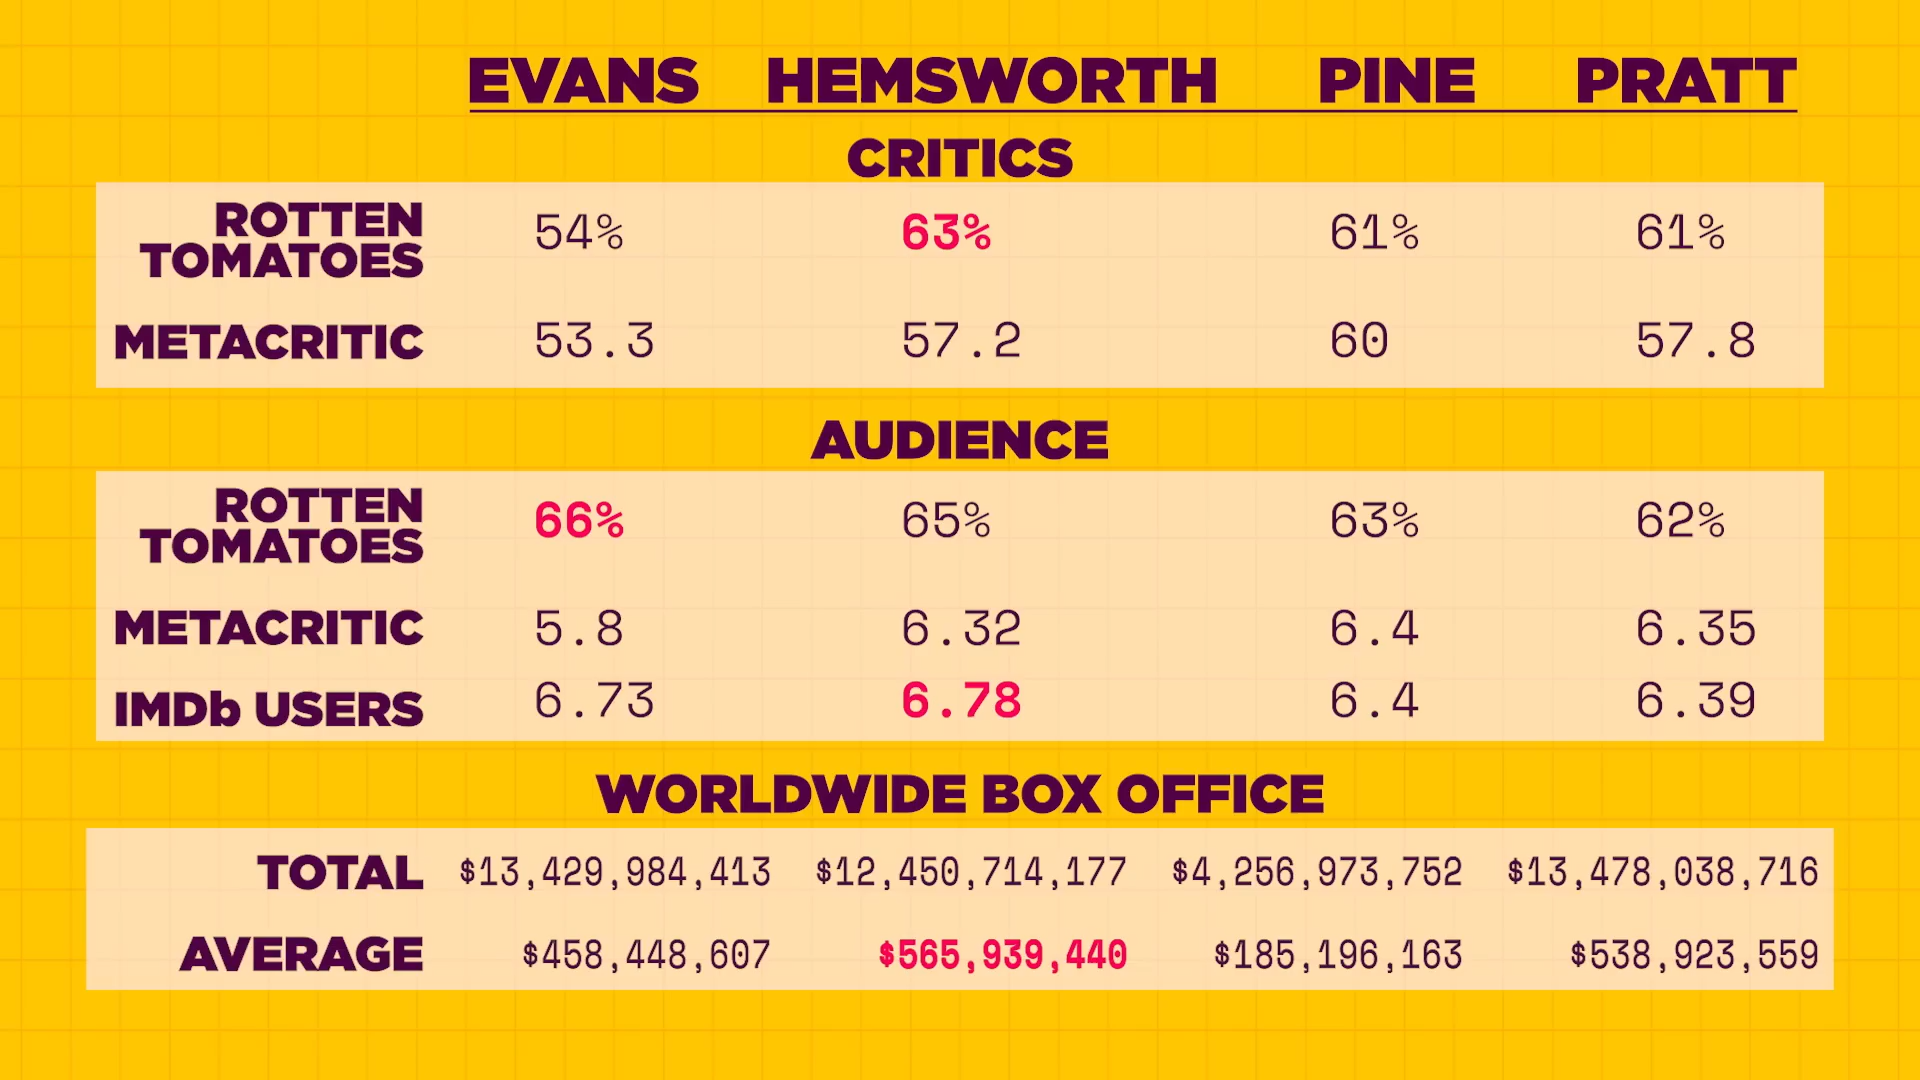 EVANS HEMSWORTH PINE PRATT
CRITICS
ROTTEN
TOMATOES 54% 63% 61% 61%
METACRITIC 53.3 57.2 60 57.8
AUDIENCE
ROTTEN
TOMATOES 66% 65% 63% 62%
METACRITIC 5.8 6.32 6.4 6.35
IMDb USERS 6.73 6.78 6.4 6.39
WORLDWIDE BOX OFFICE
TOTAL $13,429,984,413 $12,450,714,177 $4,256,973,752 $13,478,038,716
AVERAGE $458,448,607 $565,939,440 $185,196,163 $538,923,559